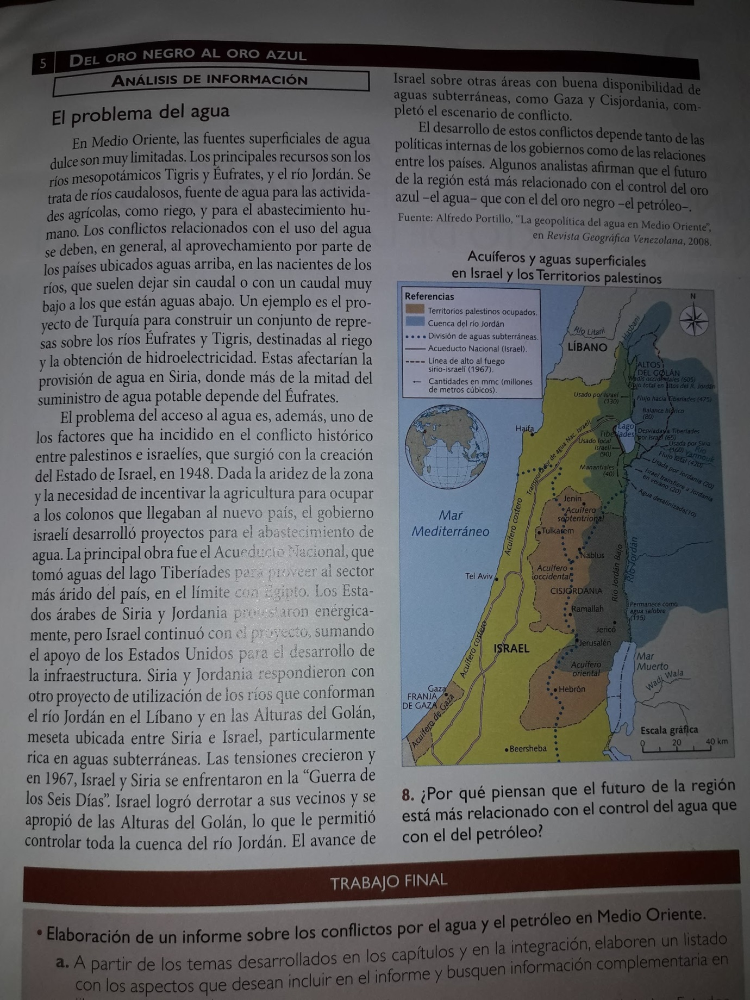 5 DEL ORO NEGRO AL ORO AZUL
ANÁLISIS DE INFORMACIÓN
El problema del agua
En Medio Oriente, las fuentes superficiales de agua
dulce son muy limitadas. Los principales recursos son los
ríos mesopotámicos Tigris y Éufrates, y el río Jordán. Se
trata de ríos caudalosos, fuente de agua para las activida-
des agrícolas, como riego, y para el abastecimiento hu-
mano. Los conflictos relacionados con el uso del agua
se deben, en general, al aprovechamiento por parte de
los países ubicados aguas arriba, en las nacientes de los
ríos, que suelen dejar sin caudal o con un caudal muy
bajo a los que están aguas abajo. Un ejemplo es el pro-
yecto de Turquía para construir un conjunto de repre-
sas sobre los ríos Éufrates y Tigris, destinadas al riego
y la obtención de hidroelectricidad. Estas afectarían la
provisión de agua en Siria, donde más de la mitad del
suministro de agua potable depende del Éufrates.
El problema del acceso al agua es, además, uno de
los factores que ha incidido en el conflicto histórico
entre palestinos e israelíes, que surgió con la creación
del Estado de Israel, en 1948. Dada la aridez de la zona
y la necesidad de incentivar la agricultura para ocupar
a los colonos que llegaban al nuevo país, el gobierno
israelí desarrolló proyectos para el abastecimiento de
agua. La principal obra fue el Acueducto Nacional, que
tomó aguas del lago Tiberíades para proveer al sector
más árido del país, en el límite con Egipto. Los Esta-
dos árabes de Siria y Jordania protestaron enérgica-
mente, pero Israel continuó con el proyecto, sumando
el apoyo de los Estados Unidos para el desarrollo de
la infraestructura. Siria y Jordania respondieron con
otro proyecto de utilización de los ríos que conforman
el río Jordán en el Líbano y en las Alturas del Golán,
meseta ubicada entre Siria e Israel, particularmente
rica en aguas subterráneas. Las tensiones crecieron y
en 1967, Israel y Siria se enfrentaron en la “Guerra de
los Seis Días”. Israel logró derrotar a sus vecinos y se
apropió de las Alturas del Golán, lo que le permitió
controlar toda la cuenca del río Jordán. El avance de
Israel sobre otras áreas con buena disponibilidad de
aguas subterráneas, como Gaza y Cisjordania, com-
pletó el escenario de conflicto.
El desarrollo de estos conflictos depende tanto de las
políticas internas de los gobiernos como de las relaciones
entre los países. Algunos analistas afirman que el futuro
de la región está más relacionado con el control del oro
azul –el agua– que con el del oro negro –el petróleo–.
Fuente: Alfredo Portillo, “La geopolítica del agua en Medio Oriente”,
en Revista Geográfica Venezolana, 2008.
Acuíferos y aguas superficiales
en Israel y los Territorios palestinos
Referencias
Territorios palestinos ocupados.
Cuenca del río Jordán
División de aguas subterráneas.
Acueducto Nacional (Israel).
Línea de alto al fuego
sirio-israelí (1967).
Cantidades en mmc (millones
de metros cúbicos).
N
Río Litani
Hasbani
LÍBANO
ALTOS
DEL GOLÁN
Wadis occidentales (605)
Flujo total en altos del R. Jordán
Usado por Israel
(130)
Flujo hacia Tiberíades (475)
Balance hídrico
(80)
Haifa
Lago
Tiberíades
Desviadas a Tiberíades
por Israel (65)
Usado local
Israelí
(90)
Usada por Siria
(160)
Río
Yarmouk
Flujo total (420)
Usada por Jordania (20)
Israel transfiere a Jordania
en verano (20)
Agua desalinizada(10)
Manantiales
(40)
Transportador de agua Nac. Israelí
Jenin
Acuífero
septentrional
Mar
Mediterráneo
Acuífero costero
Tulkarem
Nablus
Acuífero
occidental
Tel Aviv
CISJORDANIA
Río Jordán Bajo
Río Jordán
Ramallah
Permanece como
agua salobre
(115)
Jericó
Acuífero costero
ISRAEL
Jerusalén
Mar
Muerto
Acuífero
oriental
Wadi Wala
Gaza
FRANJA
DE GAZA
Acuífero de Gaza
Hebrón
Escala gráfica
0 20 40 km
Beersheba
8. ¿Por qué piensan que el futuro de la región
está más relacionado con el control del agua que
con el del petróleo?
TRABAJO FINAL
• Elaboración de un informe sobre los conflictos por el agua y el petróleo en Medio Oriente.
a. A partir de los temas desarrollados en los capítulos y en la integración, elaboren un listado
con los aspectos que desean incluir en el informe y busquen información complementaria en